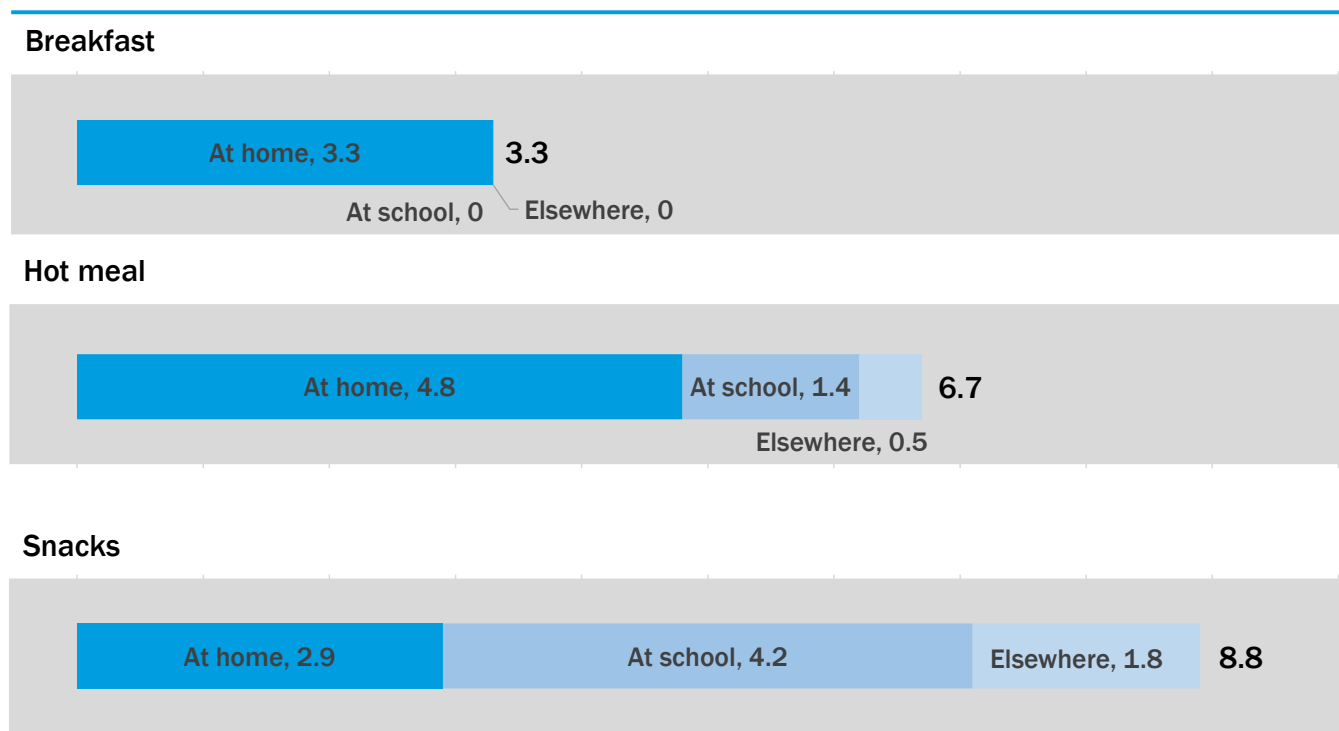 Breakfast
At home, 3.3 3.3
At school, 0 Elsewhere, 0
Hot meal
At home, 4.8 At school, 1.4 6.7
Elsewhere, 0.5
Snacks
At home, 2.9 At school, 4.2 Elsewhere, 1.8 8.8